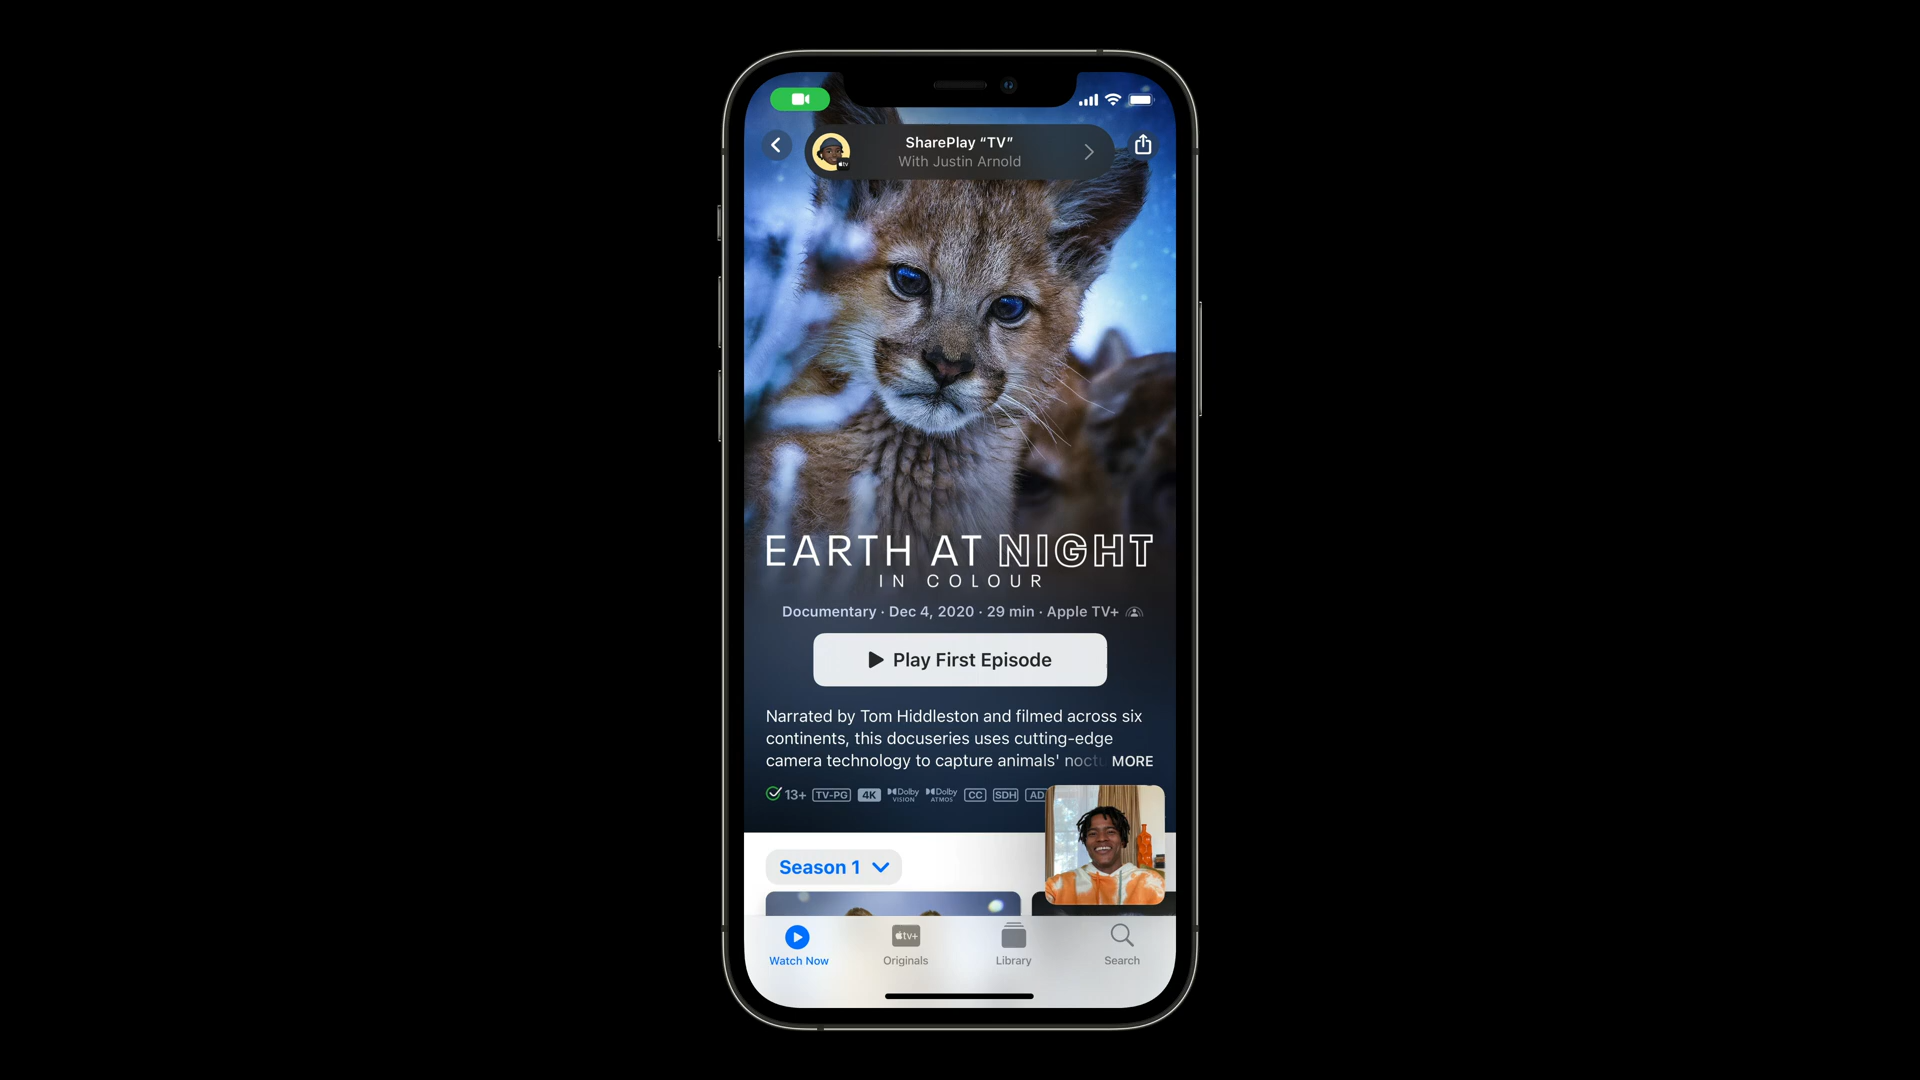 SharePlay “TV”
With Justin Arnold
tv
EARTH AT NIGHT
IN COLOUR
Documentary · Dec 4, 2020 · 29 min · Apple TV+
Play First Episode
Narrated by Tom Hiddleston and filmed across six
continents, this docuseries uses cutting-edge
camera technology to capture animals' MORE
13+ TV-PG 4K Dolby VISION Dolby ATMOS CC SDH AD
Season 1
tv+
Watch Now Originals Library Search